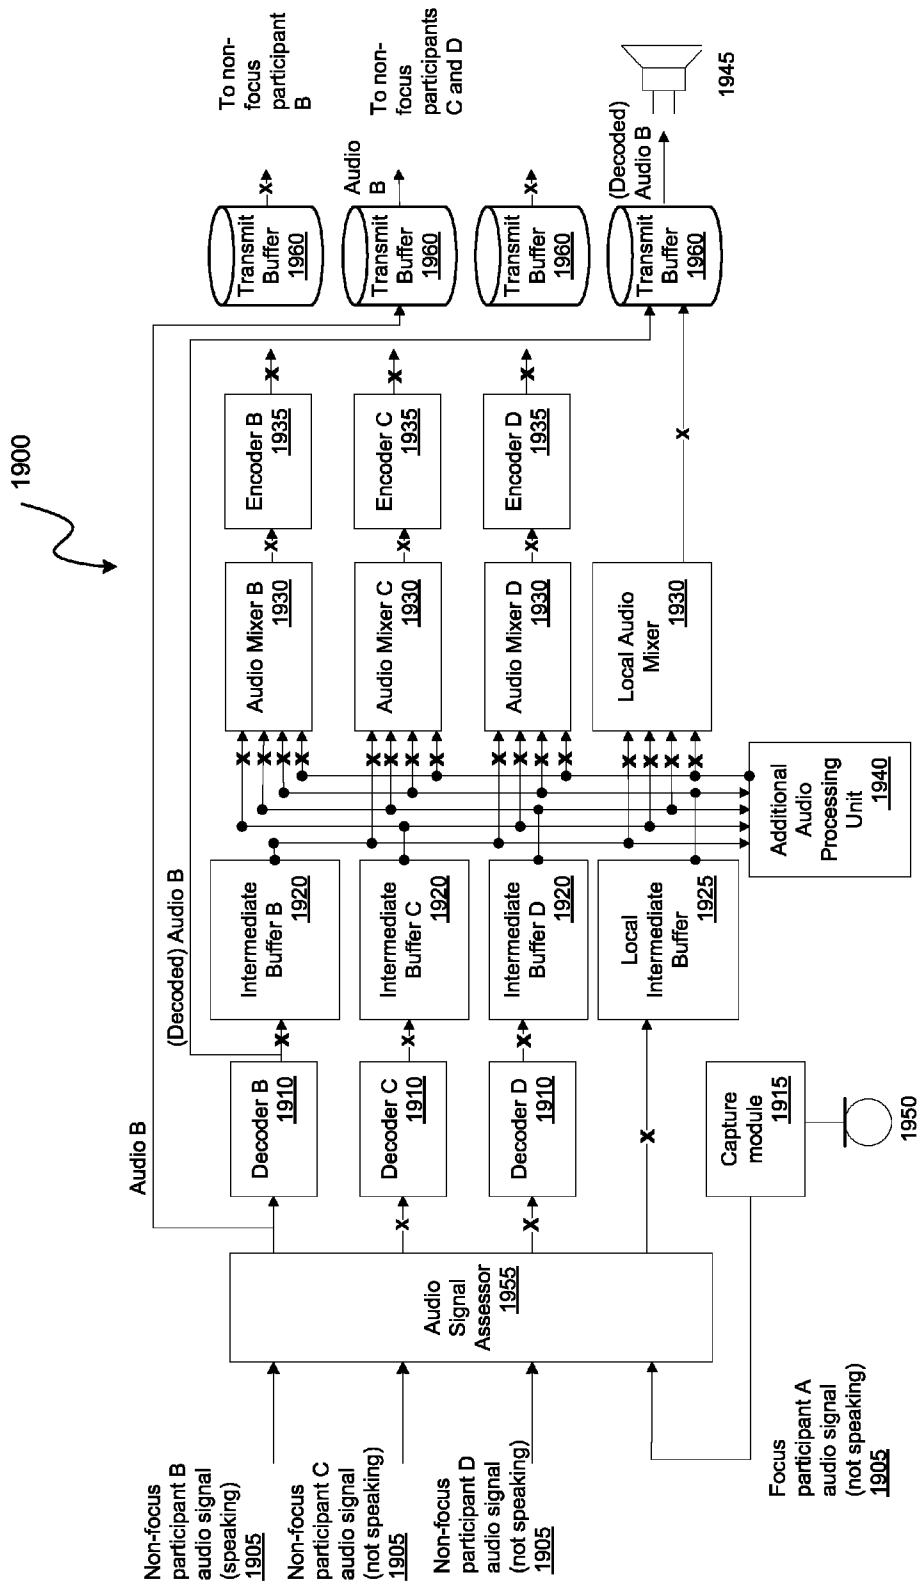 1900
Audio B
(Decoded) Audio B
Non-focus
participant B
audio signal
(speaking)
1905
Non-focus
participant C
audio signal
(not speaking)
1905
Non-focus
participant D
audio signal
(not speaking)
1905
Focus
participant A
audio signal
(not speaking)
1905
Audio
Signal
Assessor
1955
Decoder B
1910
Decoder C
1910
Decoder D
1910
Capture
module
1915
1950
Intermediate
Buffer B
1920
Intermediate
Buffer C
1920
Intermediate
Buffer D
1920
Local
Intermediate
Buffer
1925
Additional
Audio
Processing
Unit
1940
Audio Mixer B
1930
Audio Mixer C
1930
Audio Mixer D
1930
Local Audio
Mixer
1930
Encoder B
1935
Encoder C
1935
Encoder D
1935
Transmit
Buffer
1960
Transmit
Buffer
1960
Transmit
Buffer
1960
Transmit
Buffer
1960
To non-
focus
participant
B
Audio
B
To non-
focus
participants
C and D
(Decoded)
Audio B
1945